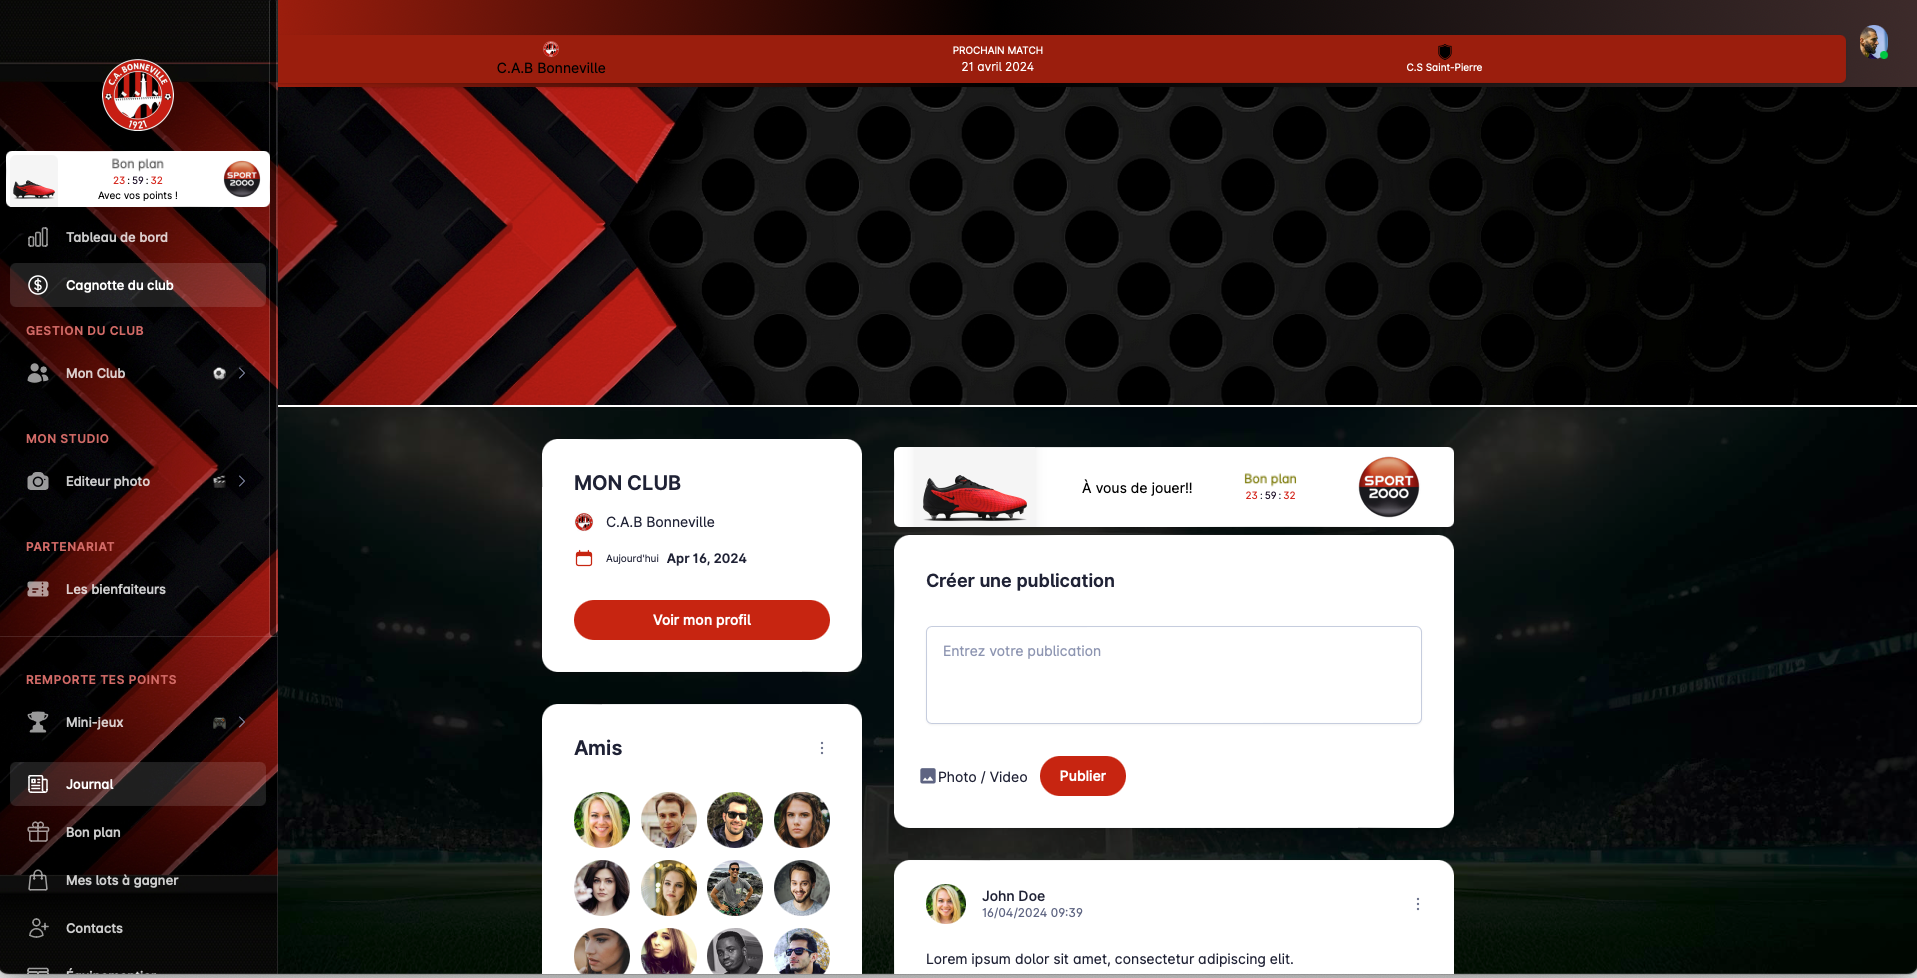 C.A. BONNEVILLE
1921
Bon plan
23 : 59 : 32
Avec vos points !
SPORT
2000
Tableau de bord
Cagnotte du club
GESTION DU CLUB
Mon Club
MON STUDIO
Editeur photo
PARTENARIAT
Les bienfaiteurs
REMPORTE TES POINTS
Mini-jeux
Journal
Bon plan
Mes lots à gagner
Contacts
C.A.B Bonneville
PROCHAIN MATCH
21 avril 2024
C.S Saint-Pierre
MON CLUB
C.A.B Bonneville
Aujourd'hui Apr 16, 2024
Voir mon profil
Amis
À vous de jouer!!
Bon plan
23 : 59 : 32
SPORT
2000
Créer une publication
Entrez votre publication
Photo / Video
Publier
John Doe
16/04/2024 09:39
Lorem ipsum dolor sit amet, consectetur adipiscing elit.